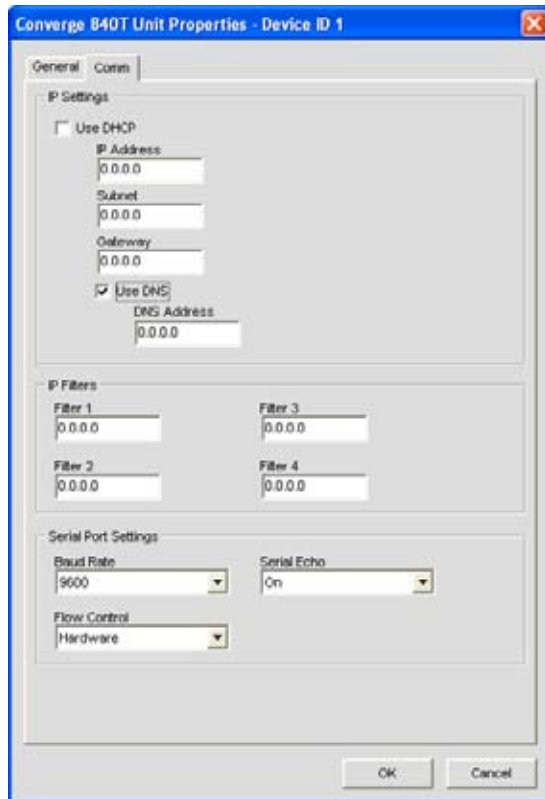 Converge 840T Unit Properties - Device ID 1
General Comm
IP Settings
Use DHCP
IP Address
0.0.0.0
Subnet
0.0.0.0
Gateway
0.0.0.0
Use DNS
DNS Address
0.0.0.0
IP Filters
Filter 1 Filter 3
0.0.0.0 0.0.0.0
Filter 2 Filter 4
0.0.0.0 0.0.0.0
Serial Port Settings
Baud Rate Serial Echo
9600 On
Flow Control
Hardware
OK Cancel